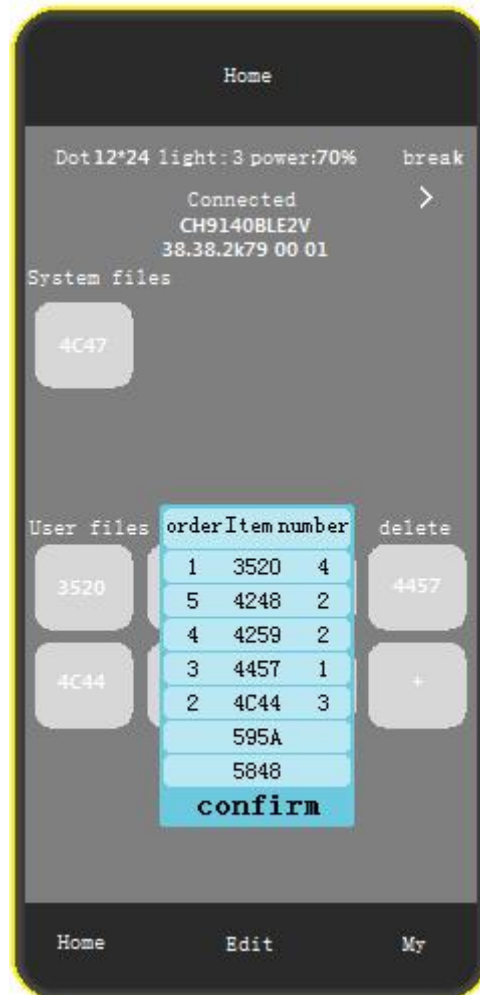 Home
Dot 12*24 light: 3 power:70% break
Connected >
CH9140BLE2V
38.38.2k79 00 01
System files
4C47
User files delete
3520 4457
4C44 +
order Item number
1 3520 4
5 4248 2
4 4259 2
3 4457 1
2 4C44 3
595A
5848
confirm
Home Edit My